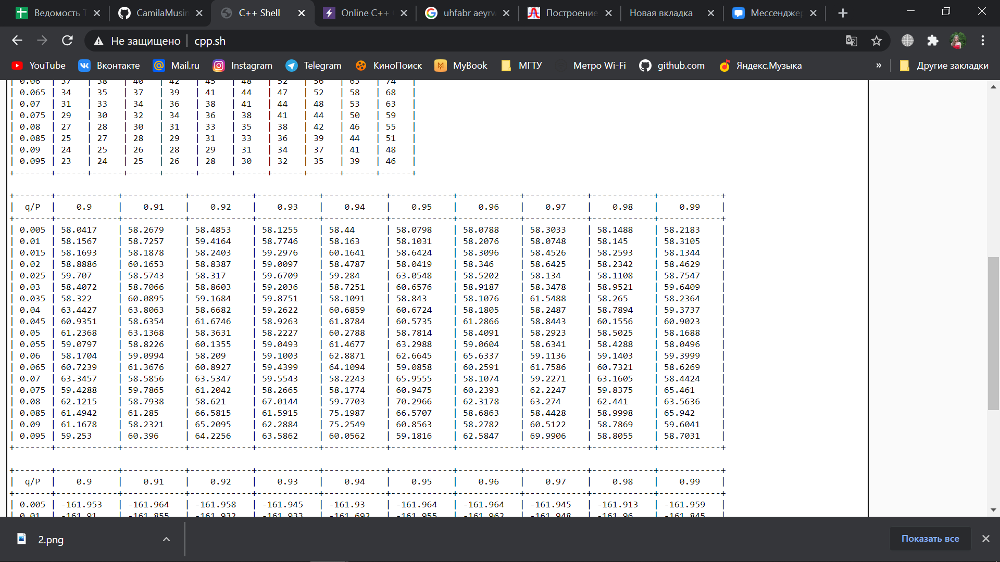 Ведомость Т
CamilaMusin
C++ Shell
Online C++
uhfabr aeyrw
Построение
Новая вкладка
Мессенджер
Не защищено | cpp.sh
YouTube Вконтакте Mail.ru Instagram Telegram КиноПоиск MyBook МГТУ Метро Wi-Fi github.com Яндекс.Музыка » Другие закладки
| 0.06 | 37 | 38 | 40 | 42 | 45 | 48 | 52 | 56 | 63 | 74 |
| 0.065 | 34 | 35 | 37 | 39 | 41 | 44 | 47 | 52 | 58 | 68 |
| 0.07 | 31 | 33 | 34 | 36 | 38 | 41 | 44 | 48 | 53 | 63 |
| 0.075 | 29 | 30 | 32 | 34 | 36 | 38 | 41 | 44 | 50 | 59 |
| 0.08 | 27 | 28 | 30 | 31 | 33 | 35 | 38 | 42 | 46 | 55 |
| 0.085 | 25 | 27 | 28 | 29 | 31 | 33 | 36 | 39 | 44 | 51 |
| 0.09 | 24 | 25 | 26 | 28 | 29 | 31 | 34 | 37 | 41 | 48 |
| 0.095 | 23 | 24 | 25 | 26 | 28 | 30 | 32 | 35 | 39 | 46 |
+-------+------+------+------+------+------+------+------+------+------+------+
+-------+------------+------------+------------+------------+------------+------------+------------+------------+------------+------------+
| q/P | 0.9 | 0.91 | 0.92 | 0.93 | 0.94 | 0.95 | 0.96 | 0.97 | 0.98 | 0.99 |
+-------+------------+------------+------------+------------+------------+------------+------------+------------+------------+------------+
| 0.005 | 58.0417 | 58.2679 | 58.4853 | 58.1255 | 58.44 | 58.0798 | 58.0788 | 58.3033 | 58.1488 | 58.2183 |
| 0.01 | 58.1567 | 58.7257 | 59.4164 | 58.7746 | 58.163 | 58.1031 | 58.2076 | 58.0748 | 58.145 | 58.3105 |
| 0.015 | 58.1693 | 58.1878 | 58.2403 | 59.2976 | 60.1641 | 58.6424 | 58.3096 | 58.4526 | 58.2593 | 58.1344 |
| 0.02 | 58.8886 | 60.1653 | 58.8387 | 59.0097 | 58.4787 | 58.0419 | 58.346 | 58.6425 | 58.2342 | 58.4629 |
| 0.025 | 59.707 | 58.5743 | 58.317 | 59.6709 | 59.284 | 63.0548 | 58.5202 | 58.134 | 58.1108 | 58.7547 |
| 0.03 | 58.4072 | 58.7066 | 58.8603 | 59.2036 | 58.7251 | 60.6576 | 58.9187 | 58.3478 | 58.9521 | 59.6409 |
| 0.035 | 58.322 | 60.0895 | 59.1684 | 59.8751 | 58.1091 | 58.843 | 58.1076 | 61.5488 | 58.265 | 58.2364 |
| 0.04 | 63.4427 | 63.8063 | 58.6682 | 59.2622 | 60.6859 | 60.6724 | 58.1805 | 58.2487 | 58.7894 | 59.3737 |
| 0.045 | 60.9351 | 58.6354 | 61.6746 | 58.9263 | 61.8784 | 60.5735 | 61.2866 | 58.8443 | 60.1556 | 60.9023 |
| 0.05 | 61.2368 | 63.1368 | 58.3631 | 58.2227 | 60.2788 | 58.7814 | 58.4091 | 58.2923 | 58.5025 | 58.1688 |
| 0.055 | 59.0797 | 58.8226 | 60.1355 | 59.0493 | 61.4677 | 63.2988 | 59.0604 | 58.6341 | 58.4288 | 58.0496 |
| 0.06 | 58.1704 | 59.0994 | 58.209 | 59.1003 | 62.8871 | 62.6645 | 65.6337 | 59.1136 | 59.1403 | 59.3999 |
| 0.065 | 60.7239 | 61.3676 | 60.8927 | 59.4399 | 64.1094 | 59.0858 | 60.2591 | 61.7586 | 60.7321 | 58.6269 |
| 0.07 | 63.3457 | 58.5856 | 63.5347 | 59.5543 | 58.2243 | 65.9555 | 58.1074 | 59.2271 | 63.1605 | 58.4424 |
| 0.075 | 59.4288 | 59.7865 | 61.2042 | 58.2665 | 58.1774 | 60.9475 | 60.2393 | 62.2247 | 59.8375 | 65.461 |
| 0.08 | 62.1215 | 58.7938 | 58.621 | 67.0144 | 59.7703 | 70.2966 | 62.3178 | 63.274 | 62.441 | 63.5636 |
| 0.085 | 61.4942 | 61.285 | 66.5815 | 61.5915 | 75.1987 | 66.5707 | 58.6863 | 58.4428 | 58.9998 | 65.942 |
| 0.09 | 61.1678 | 58.2321 | 65.2095 | 62.2884 | 75.2549 | 60.8563 | 58.2782 | 60.5122 | 58.7869 | 59.6041 |
| 0.095 | 59.253 | 60.396 | 64.2256 | 63.5862 | 60.0562 | 59.1816 | 62.5847 | 69.9906 | 58.8055 | 58.7031 |
+-------+------------+------------+------------+------------+------------+------------+------------+------------+------------+------------+
+-------+------------+------------+------------+------------+------------+------------+------------+------------+------------+------------+
| q/P | 0.9 | 0.91 | 0.92 | 0.93 | 0.94 | 0.95 | 0.96 | 0.97 | 0.98 | 0.99 |
+-------+------------+------------+------------+------------+------------+------------+------------+------------+------------+------------+
| 0.005 | -161.953 | -161.964 | -161.958 | -161.945 | -161.93 | -161.964 | -161.964 | -161.945 | -161.913 | -161.959 |
| 0.01 | -161.91 | -161.855 | -161.932 | -161.933 | -161.692 | -161.955 | -161.962 | -161.948 | -161.96 | -161.845 |
2.png
Показать все